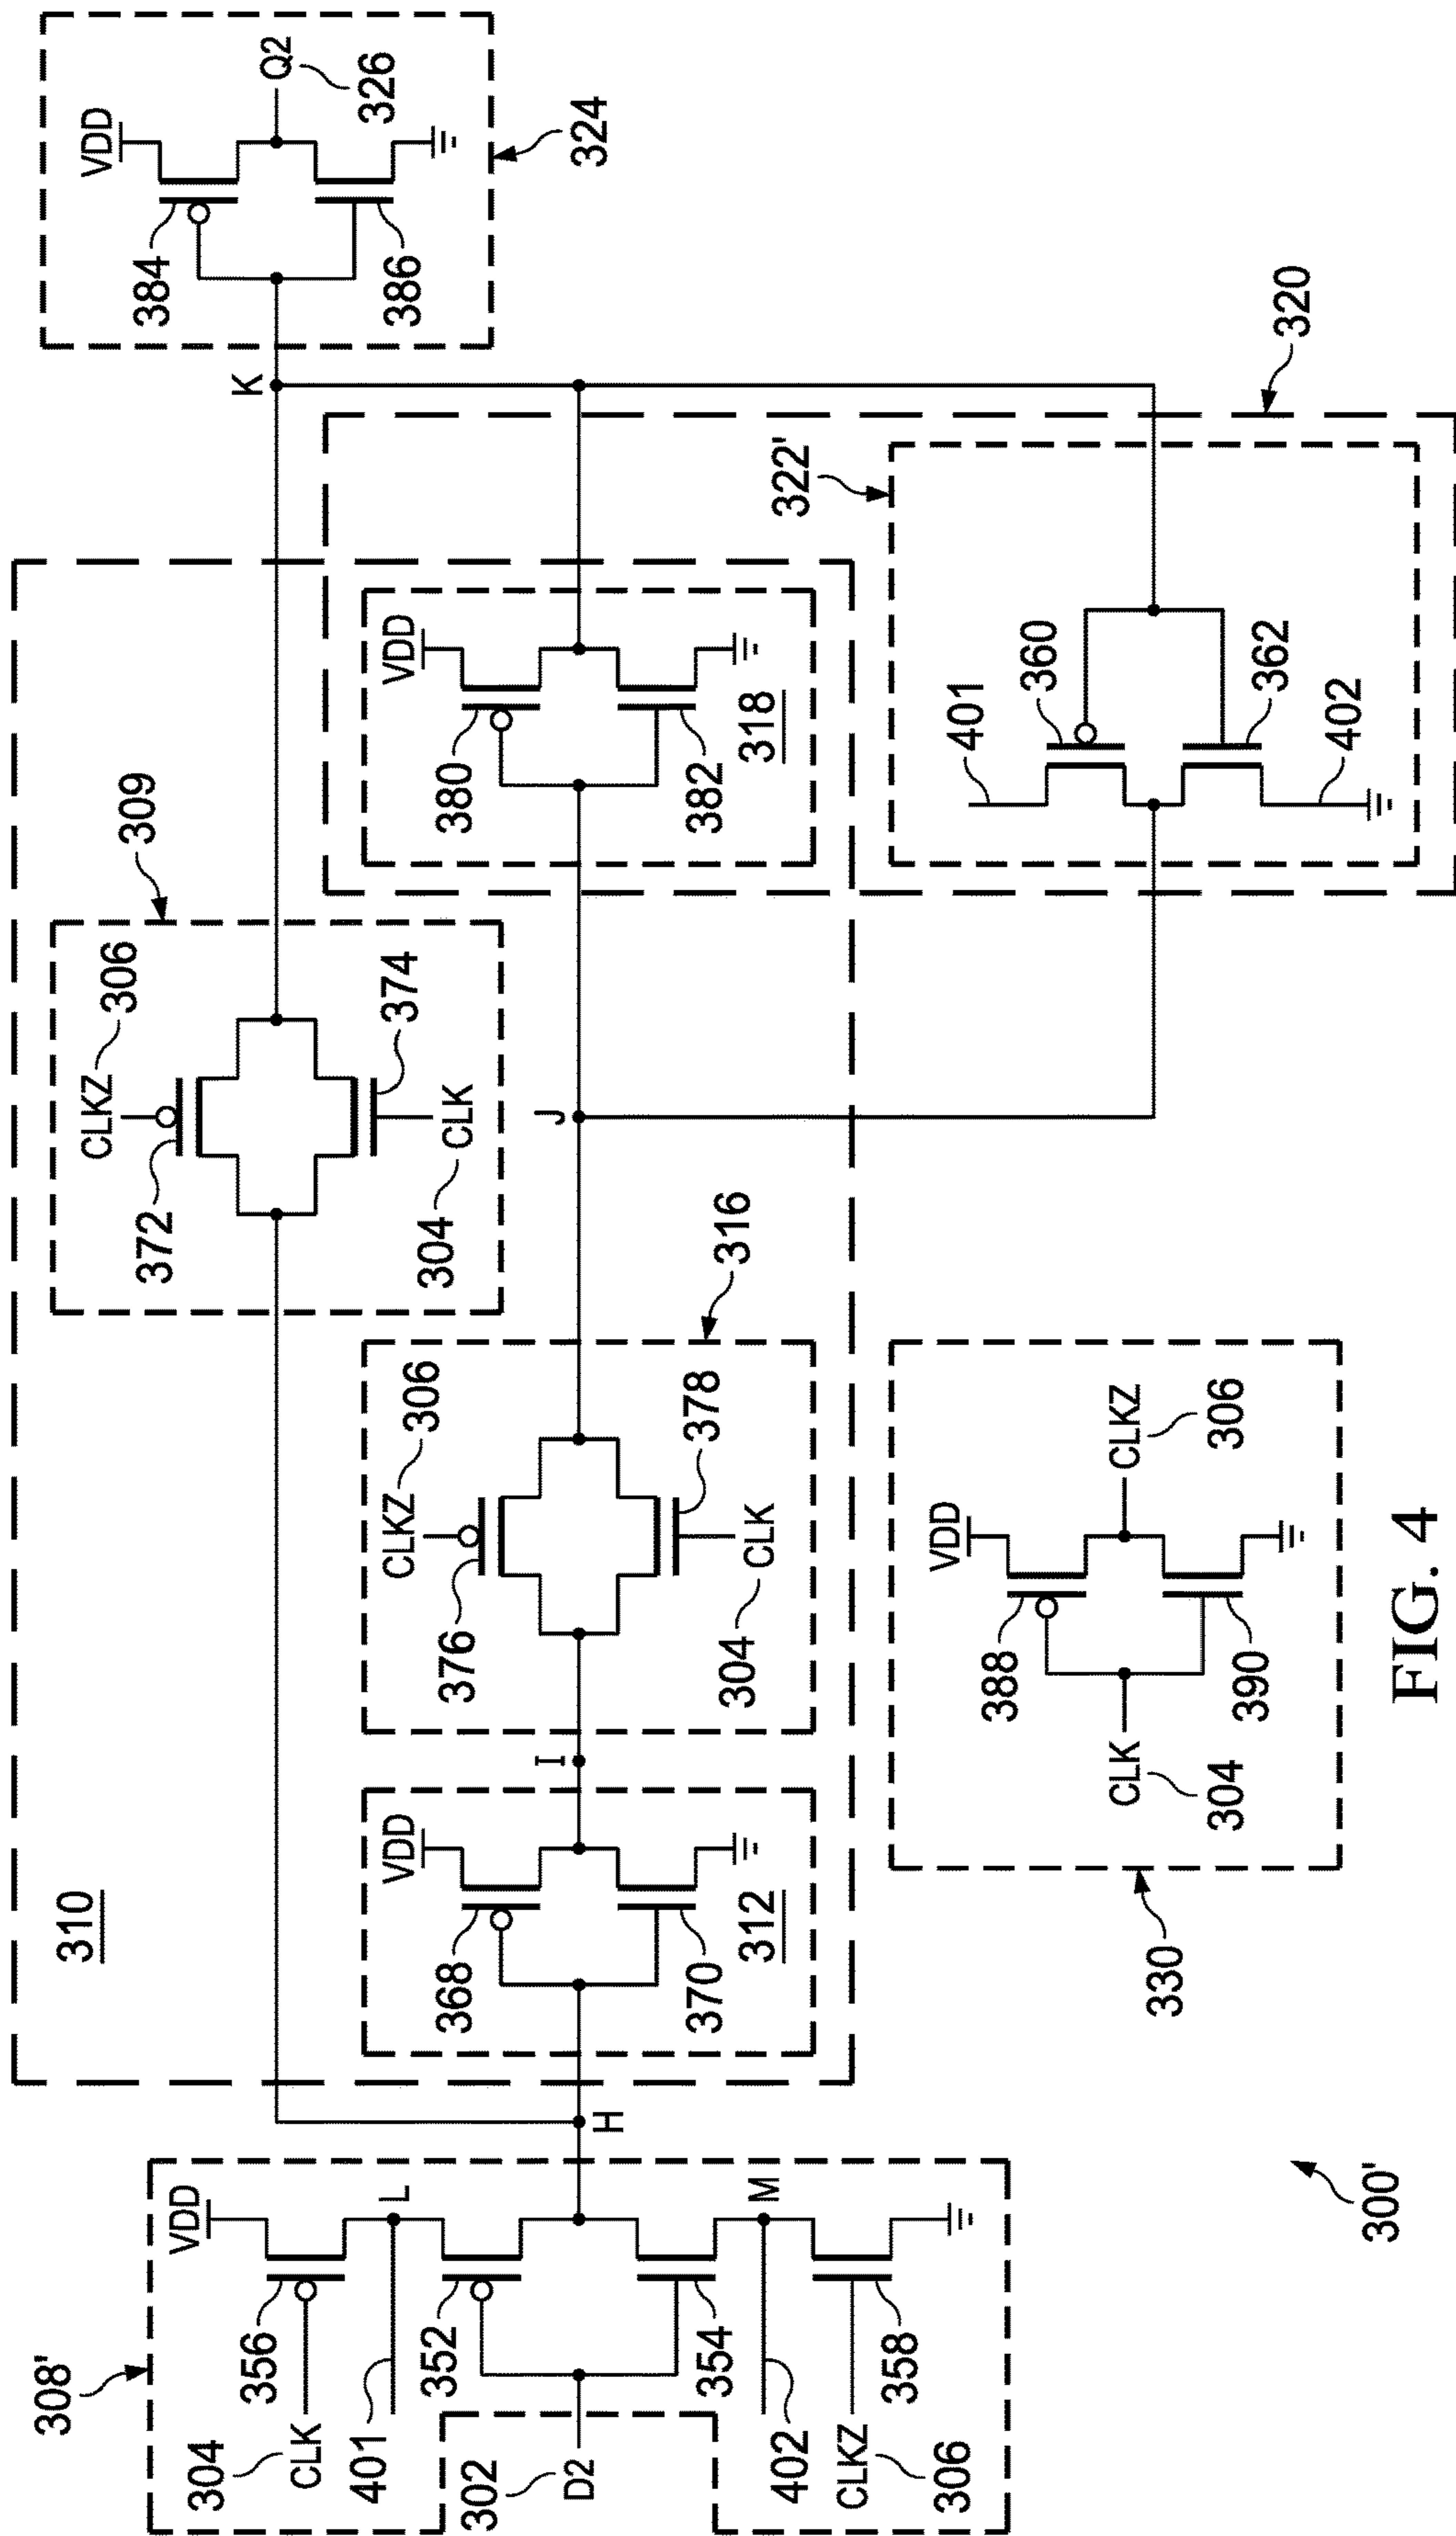 310
309
CLKZ
306
372
374
304
CLK
K
VDD
384
386
Q2
326
324
308'
VDD
304
CLK
356
401
L
352
302
D2
354
402
M
CLKZ
306
358
H
VDD
368
370
312
I
CLKZ
306
376
378
304
CLK
316
J
VDD
380
382
318
322'
320
401
360
362
402
330
VDD
388
CLK
304
390
CLKZ
306
300'
FIG. 4